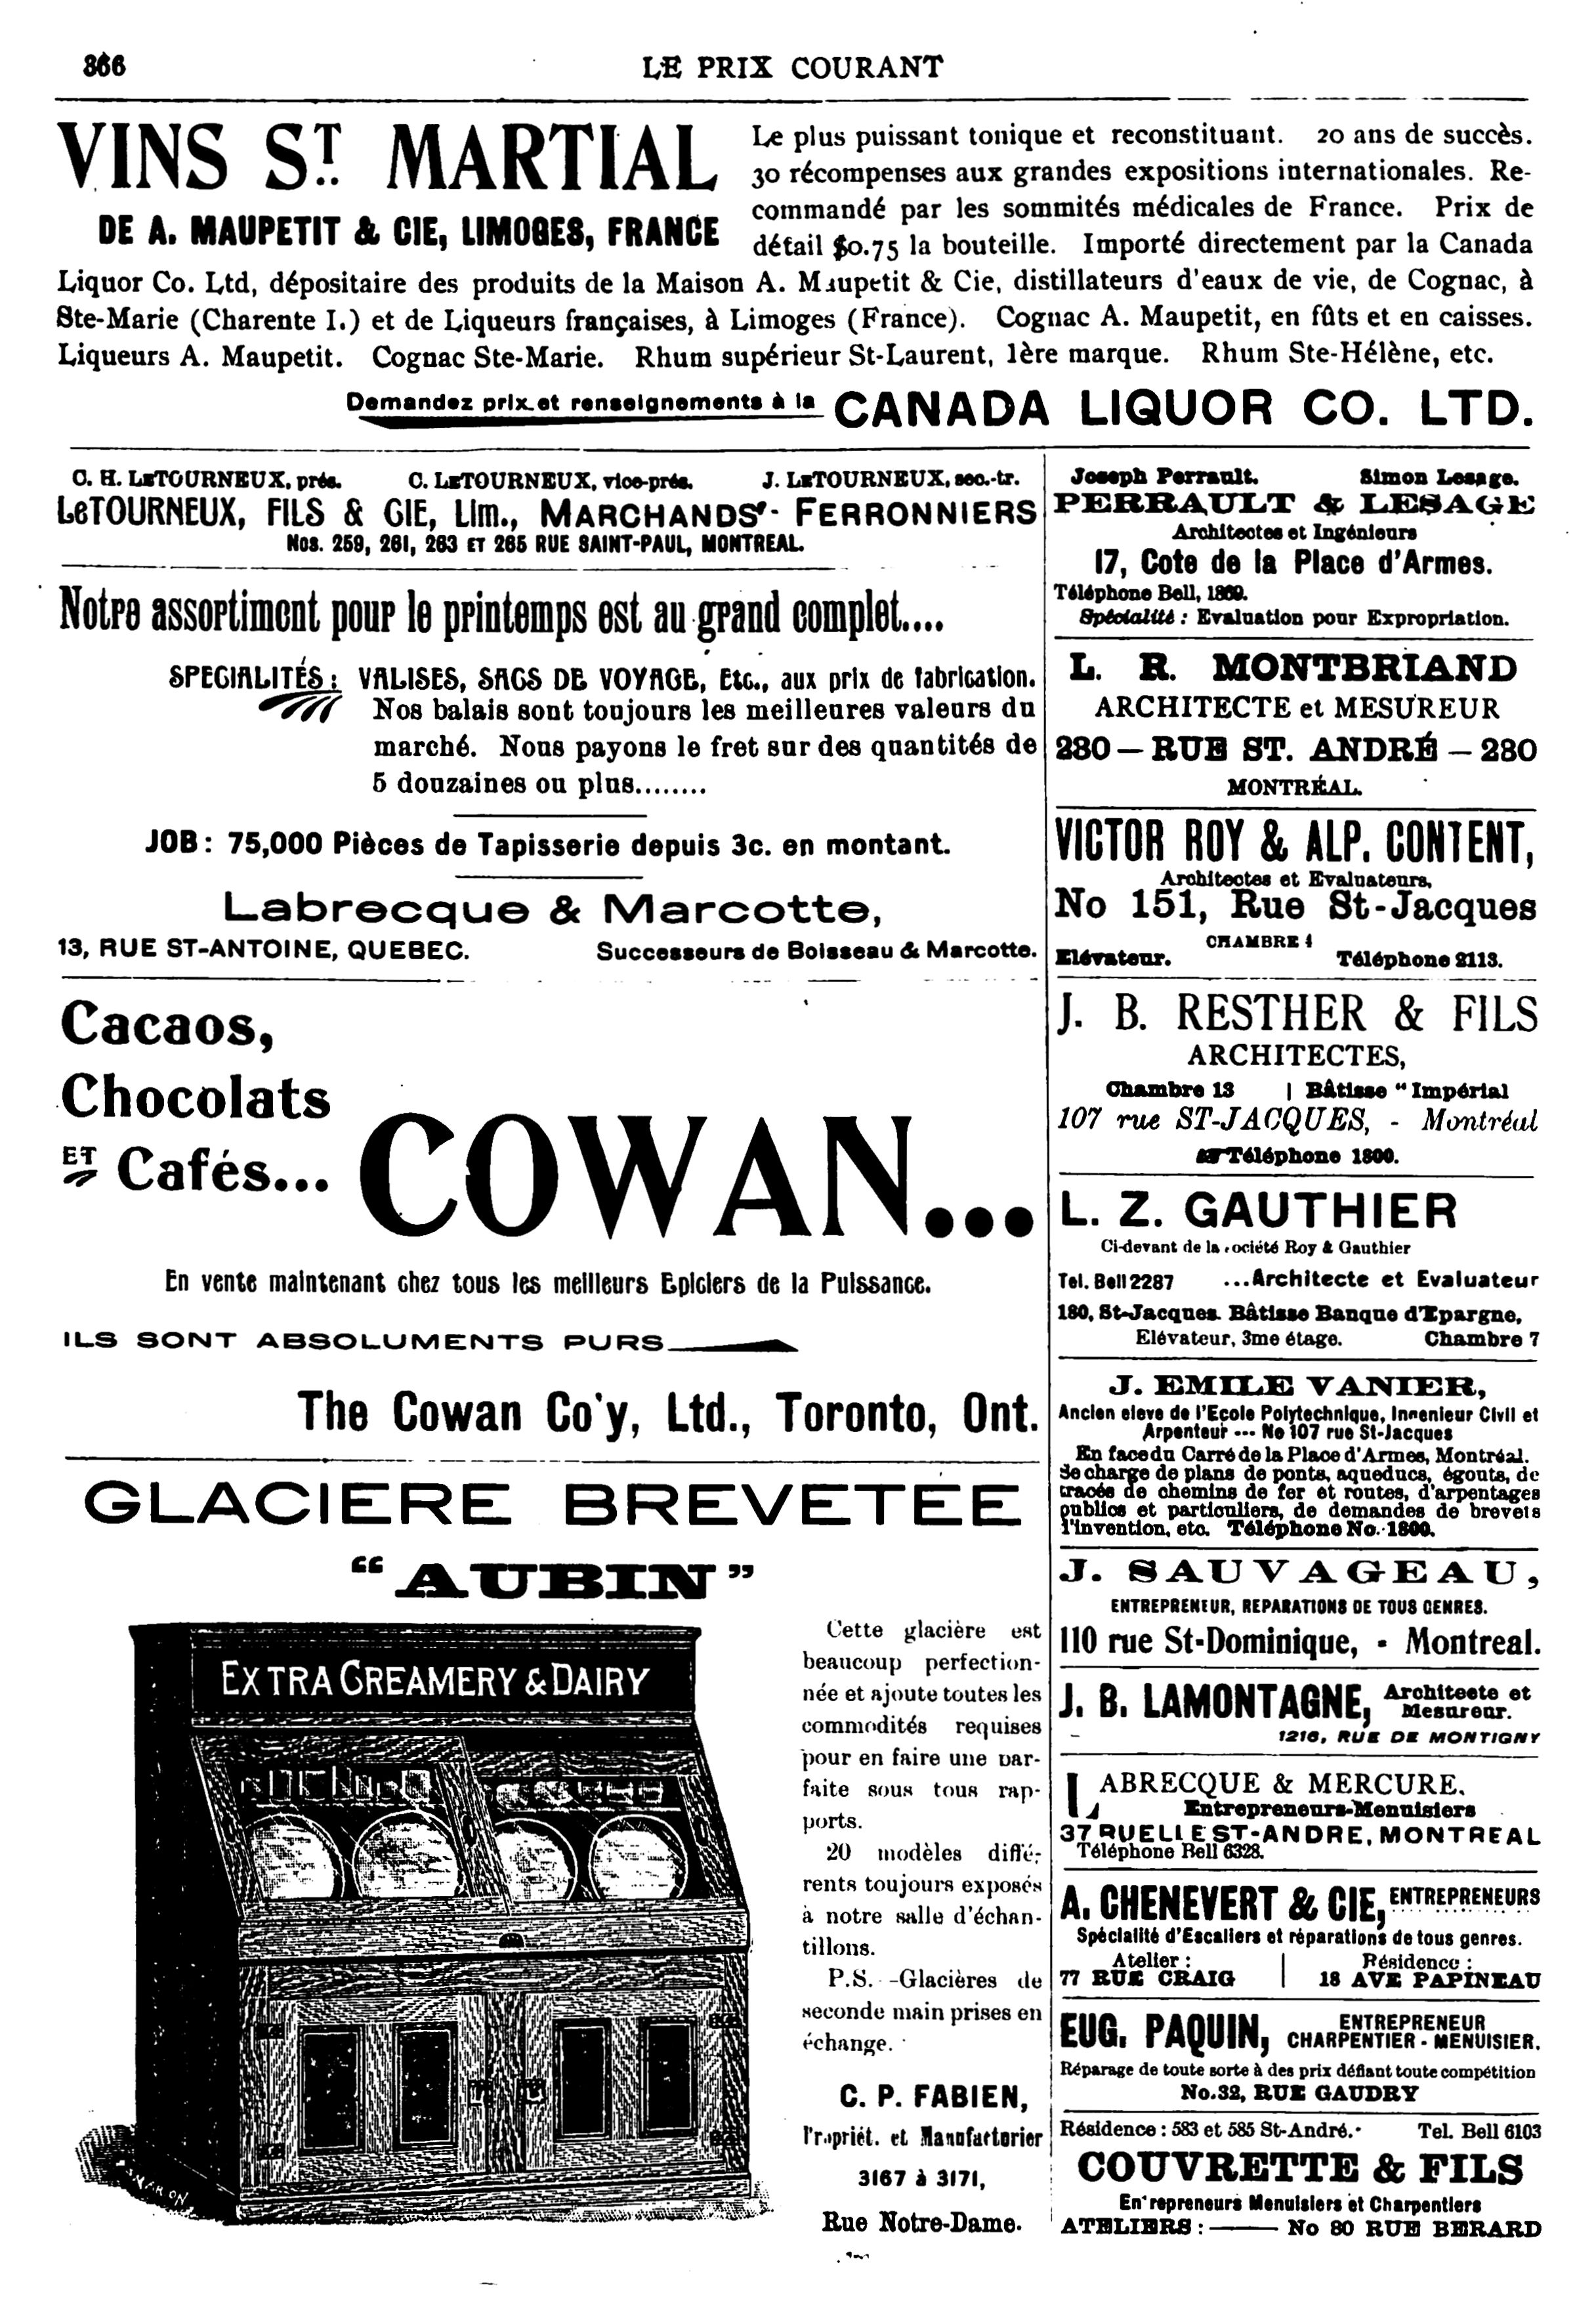 366
LE PRIX COURANT
VINS ST. MARTIAL
DE A. MAUPETIT & CIE, LIMOGES, FRANCE
Le plus puissant tonique et reconstituant. 20 ans de succès.
30 récompenses aux grandes expositions internationales. Re-
commandé par les sommités médicales de France. Prix de
détail $0.75 la bouteille. Importé directement par la Canada
Liquor Co. Ltd, dépositaire des produits de la Maison A. Maupetit & Cie, distillateurs d'eaux de vie, de Cognac, à
Ste-Marie (Charente I.) et de Liqueurs françaises, à Limoges (France). Cognac A. Maupetit, en fûts et en caisses.
Liqueurs A. Maupetit. Cognac Ste-Marie. Rhum supérieur St-Laurent, 1ère marque. Rhum Ste-Hélène, etc.
Demandez prix et renseignements à la CANADA LIQUOR CO. LTD.
C. H. LETOURNEUX, prés. C. LETOURNEUX, vice-prés. J. LETOURNEUX, sec.-tr.
LeTOURNEUX, FILS & CIE, Lim., MARCHANDS - FERRONNIERS
Nos. 259, 261, 263 ET 265 RUE SAINT-PAUL, MONTREAL.
Notre assortiment pour le printemps est au grand complet....
SPECIALITÉS : VALISES, SACS DE VOYAGE, Etc., aux prix de fabrication.
Nos balais sont toujours les meilleures valeurs du
marché. Nous payons le fret sur des quantités de
5 douzaines ou plus........
JOB : 75,000 Pièces de Tapisserie depuis 3c. en montant.
Labrecque & Marcotte,
13, RUE ST-ANTOINE, QUEBEC. Successeurs de Boisseau & Marcotte.
Cacaos,
Chocolats
ET Cafés...
COWAN...
En vente maintenant chez tous les meilleurs Epiciers de la Puissance.
ILS SONT ABSOLUMENTS PURS
The Cowan Co'y, Ltd., Toronto, Ont.
GLACIERE BREVETEE
"AUBIN"
EXTRA CREAMERY & DAIRY
Cette glacière est
beaucoup perfection-
née et ajoute toutes les
commodités requises
pour en faire une par-
faite sous tous rap-
ports.
20 modèles diffé-
rents toujours exposés
à notre salle d'échan-
tillons.
P.S. -Glacières de
seconde main prises en
échange.
C. P. FABIEN,
Propriét. et Manufacturier
3167 à 3171,
Rue Notre-Dame.
Joseph Perrault. Simon Lesage.
PERRAULT & LESAGE
Architectes et Ingénieurs
17, Cote de la Place d'Armes.
Téléphone Bell, 1869.
Spécialité : Evaluation pour Expropriation.
L. R. MONTBRIAND
ARCHITECTE et MESUREUR
230 — RUE ST. ANDRÉ — 230
MONTRÉAL.
VICTOR ROY & ALP. CONTENT,
Architectes et Evaluateurs,
No 151, Rue St-Jacques
CHAMBRE 4
Elévateur. Téléphone 2113.
J. B. RESTHER & FILS
ARCHITECTES,
Chambre 13 | Bâtisse " Impérial
107 rue ST-JACQUES, - Montréal
Téléphone 1800.
L. Z. GAUTHIER
Ci-devant de la société Roy & Gauthier
Tel. Bell 2287 ...Architecte et Evaluateur
180, St-Jacques. Bâtisse Banque d'Epargne,
Elévateur, 3me étage. Chambre 7
J. EMILE VANIER,
Ancien eleve de l'Ecole Polytechnique, Ingenieur Civil et
Arpenteur --- No 107 rue St-Jacques
En face du Carré de la Place d'Armes, Montréal.
Se charge de plans de ponts, aqueducs, égouts, de
tracés de chemins de fer et routes, d'arpentages
publics et particuliers, de demandes de brevets
l'invention, etc. Téléphone No. 1800.
J. SAUVAGEAU,
ENTREPRENEUR, REPARATIONS DE TOUS GENRES.
110 rue St-Dominique, - Montreal.
J. B. LAMONTAGNE, Architecte et
Mesureur.
1216, RUE DE MONTIGNY
LABRECQUE & MERCURE.
Entrepreneurs-Menuisiers
37 RUELLE ST-ANDRE, MONTREAL
Téléphone Bell 6328.
A. CHENEVERT & CIE, ENTREPRENEURS
Spécialité d'Escaliers et réparations de tous genres.
Atelier : | Résidence :
77 RUE CRAIG | 18 AVE PAPINEAU
EUG. PAQUIN, ENTREPRENEUR
CHARPENTIER - MENUISIER.
Réparage de toute sorte à des prix défiant toute compétition
No.32, RUE GAUDRY
Résidence : 583 et 585 St-André. Tel. Bell 6103
COUVRETTE & FILS
Entrepreneurs Menuisiers et Charpentiers
ATELIERS : —— No 80 RUE BERARD